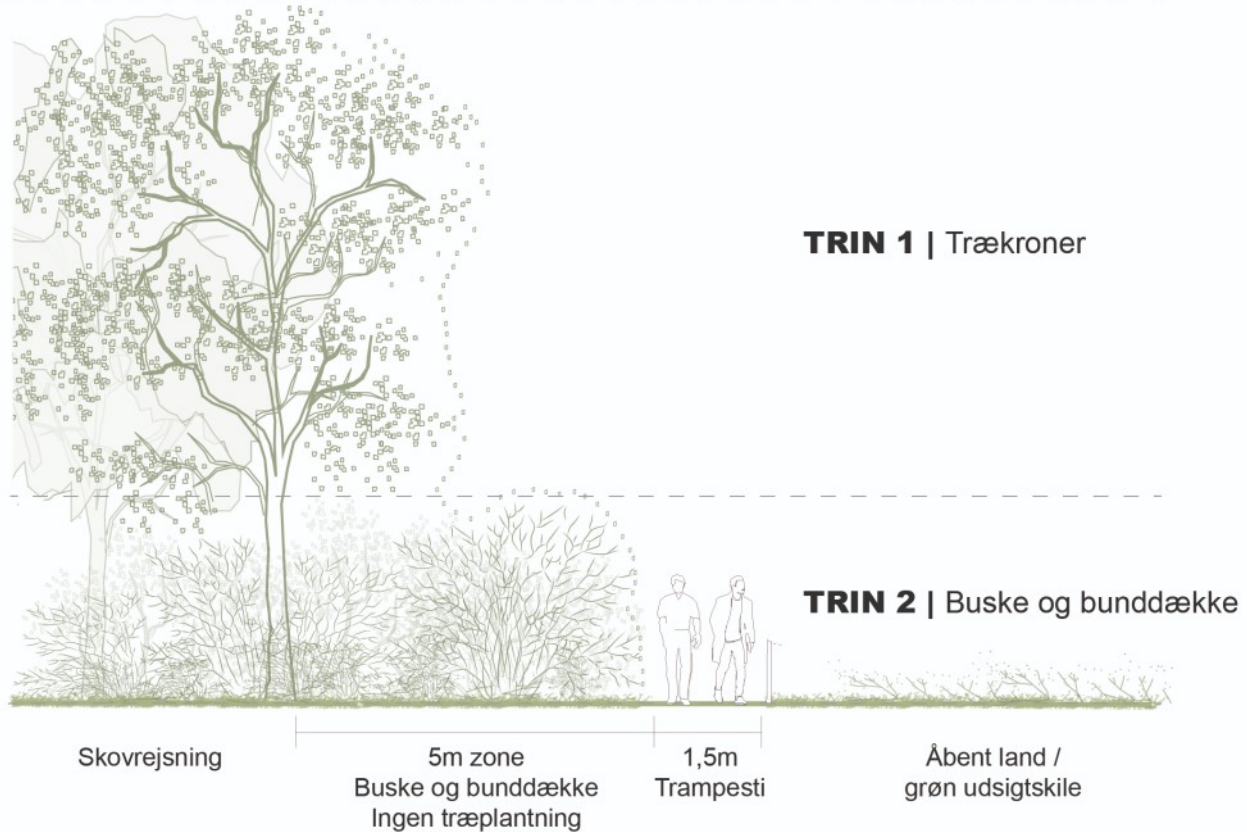 TRIN 1 | Trækroner
TRIN 2 | Buske og bunddække
Skovrejsning
5m zone
Buske og bunddække
Ingen træplantning
1,5m
Trampesti
Åbent land /
grøn udsigtskile